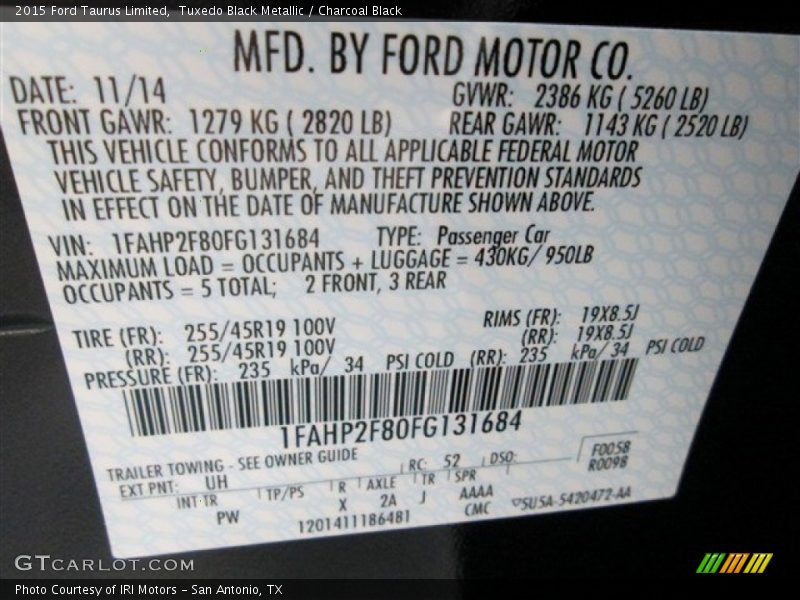 2015 Ford Taurus Limited,  Tuxedo Black Metallic / Charcoal Black
MFD. BY FORD MOTOR CO.
DATE: 11/14 GVWR: 2386 KG ( 5260 LB)
FRONT GAWR: 1279 KG ( 2820 LB) REAR GAWR: 1143 KG ( 2520 LB)
THIS VEHICLE CONFORMS TO ALL APPLICABLE FEDERAL MOTOR
VEHICLE SAFETY, BUMPER, AND THEFT PREVENTION STANDARDS
IN EFFECT ON THE DATE OF MANUFACTURE SHOWN ABOVE.
VIN: 1FAHP2F80FG131684 TYPE: Passenger Car
MAXIMUM LOAD = OCCUPANTS + LUGGAGE = 430KG/ 950LB
OCCUPANTS = 5 TOTAL; 2 FRONT, 3 REAR
TIRE (FR): 255/45R19 100V RIMS (FR): 19X8.5J
(RR): 255/45R19 100V (RR): 19X8.5J
PRESSURE (FR): 235 kPa/ 34 PSI COLD (RR): 235 kPa/ 34 PSI COLD
1FAHP2F80FG131684
TRAILER TOWING - SEE OWNER GUIDE RC: 52 DSO: F0058
EXT PNT: UH R0098
INT TR TP/PS R AXLE TR SPR
PW X 2A J AAAA
1201411186481 CMC ▽SU5A-5420472-AA
GTCARLOT.COM
Photo Courtesy of IRI Motors – San Antonio, TX